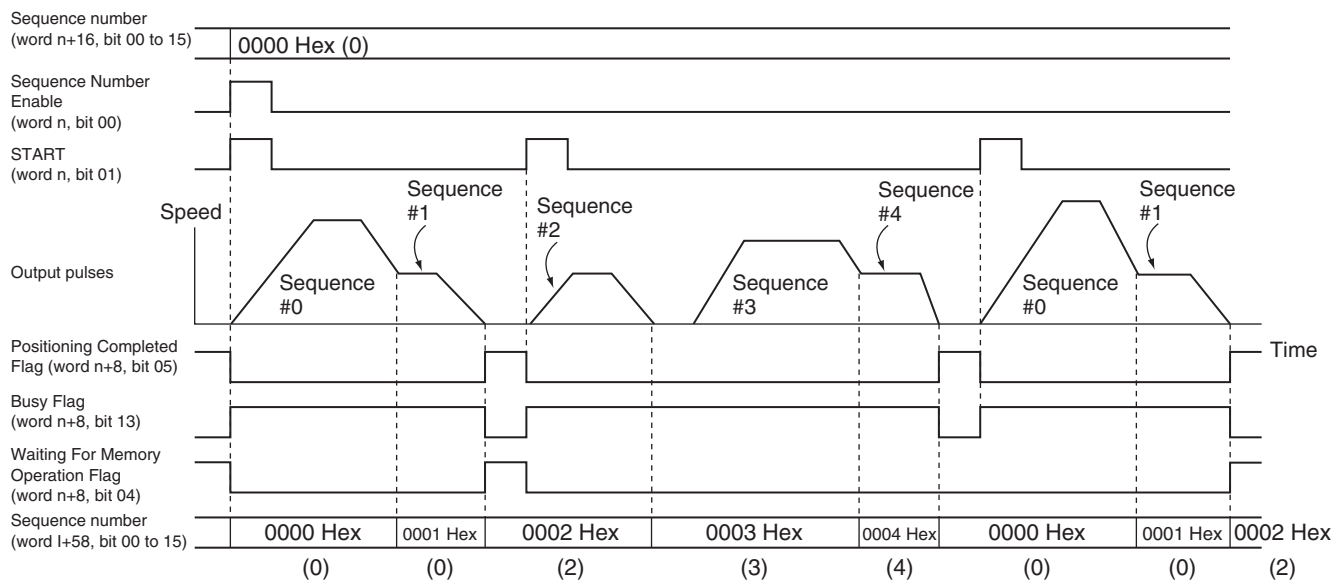 Sequence number
(word n+16, bit 00 to 15)
0000 Hex (0)
Sequence Number
Enable
(word n, bit 00)
START
(word n, bit 01)
Speed
Output pulses
Sequence
#0
Sequence
#1
Sequence
#2
Sequence
#3
Sequence
#4
Sequence
#0
Sequence
#1
Positioning Completed
Flag (word n+8, bit 05)
Time
Busy Flag
(word n+8, bit 13)
Waiting For Memory
Operation Flag
(word n+8, bit 04)
Sequence number
(word l+58, bit 00 to 15)
0000 Hex
0001 Hex
0002 Hex
0003 Hex
0004 Hex
0000 Hex
0001 Hex
0002 Hex
(0)
(0)
(2)
(3)
(4)
(0)
(0)
(2)